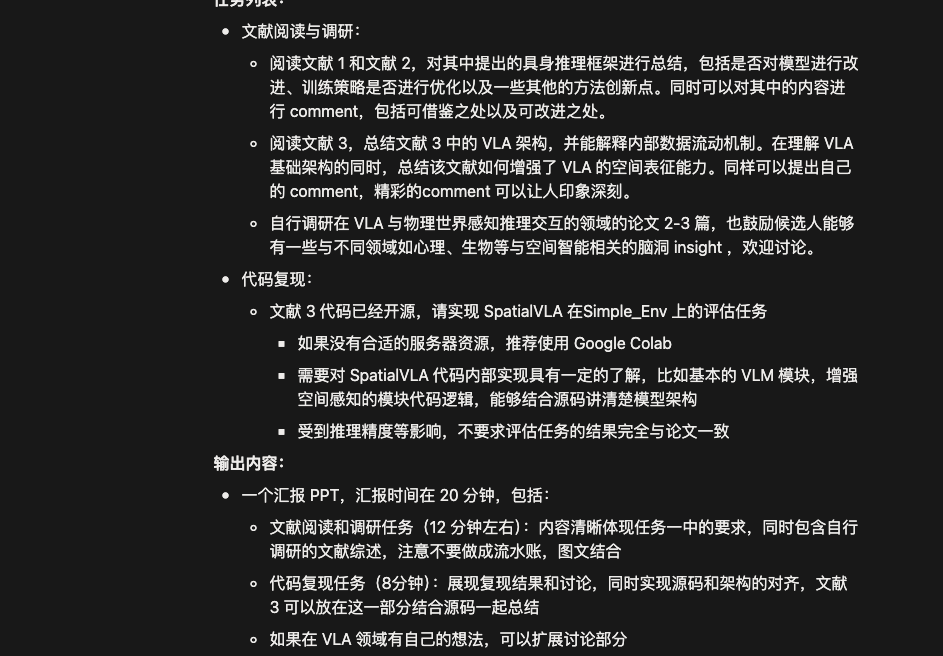 任务列表：
文献阅读与调研：
阅读文献 1 和文献 2，对其中提出的具身推理框架进行总结，包括是否对模型进行改
进、训练策略是否进行优化以及一些其他的方法创新点。同时可以对其中的内容进
行 comment，包括可借鉴之处以及可改进之处。
阅读文献 3，总结文献 3 中的 VLA 架构，并能解释内部数据流动机制。在理解 VLA
基础架构的同时，总结该文献如何增强了 VLA 的空间表征能力。同样可以提出自己
的 comment，精彩的comment 可以让人印象深刻。
自行调研在 VLA 与物理世界感知推理交互的领域的论文 2-3 篇，也鼓励候选人能够
有一些与不同领域如心理、生物等与空间智能相关的脑洞 insight ，欢迎讨论。
代码复现：
文献 3 代码已经开源，请实现 SpatialVLA 在Simple_Env 上的评估任务
如果没有合适的服务器资源，推荐使用 Google Colab
需要对 SpatialVLA 代码内部实现具有一定的了解，比如基本的 VLM 模块，增强
空间感知的模块代码逻辑，能够结合源码讲清楚模型架构
受到推理精度等影响，不要求评估任务的结果完全与论文一致
输出内容：
一个汇报 PPT，汇报时间在 20 分钟，包括：
文献阅读和调研任务（12 分钟左右）：内容清晰体现任务一中的要求，同时包含自行
调研的文献综述，注意不要做成流水账，图文结合
代码复现任务（8分钟）：展现复现结果和讨论，同时实现源码和架构的对齐，文献
3 可以放在这一部分结合源码一起总结
如果在 VLA 领域有自己的想法，可以扩展讨论部分